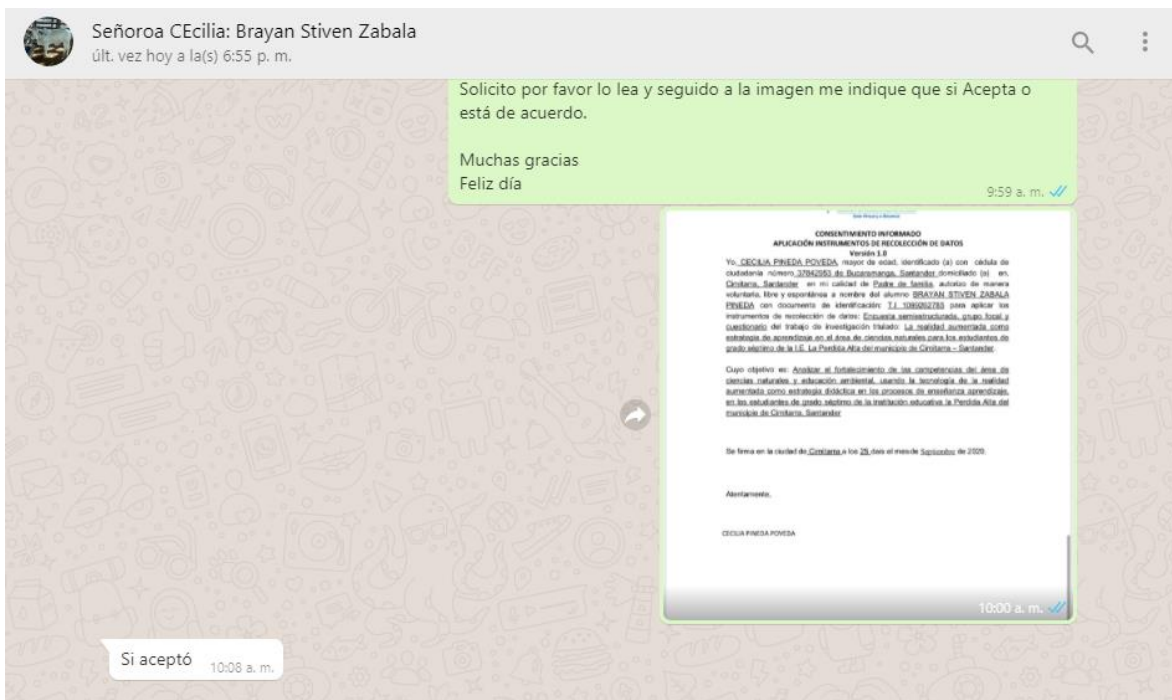 Señoroa CEcilia: Brayan Stiven Zabala
últ. vez hoy a la(s) 6:55 p. m.
Solicito por favor lo lea y seguido a la imagen me indique que si Acepta o
está de acuerdo.
Muchas gracias
Feliz día
9:59 a. m.
CONSENTIMIENTO INFORMADO
APLICACIÓN INSTRUMENTOS DE RECOLECCIÓN DE DATOS
Versión 1.0
Yo, CECILIA PINEDA POVEDA, mayor de edad, identificado (a) con cédula de
ciudadanía número de Bucaramanga, Santander domiciliado (a) en,
Cimitarra, Santander en mi calidad de Padre de familia, autorizo de manera
voluntaria, libre y espontánea a nombre del alumno BRAYAN STIVEN ZABALA
PINEDA con documento de identificación: T.I. para aplicar los
instrumentos de recolección de datos: Encuesta semiestructurada, grupo focal y
cuestionario del trabajo de investigación titulado: La realidad aumentada como
estrategia de aprendizaje en el área de ciencias naturales para los estudiantes de
grado séptimo de la I.E. La Perdida Alta del municipio de Cimitarra – Santander.
Cuyo objetivo es: Analizar el fortalecimiento de las competencias del área de
ciencias naturales y educación ambiental, usando la tecnología de la realidad
aumentada como estrategia didáctica en los procesos de enseñanza aprendizaje,
en los estudiantes de grado séptimo de la institución educativa la Perdida Alta del
municipio de Cimitarra, Santander
Se firma en la ciudad de Cimitarra a los días el mes de Septiembre de 2020.
Atentamente,
CECILIA PINEDA POVEDA
10:00 a. m.
Si aceptó
10:08 a. m.